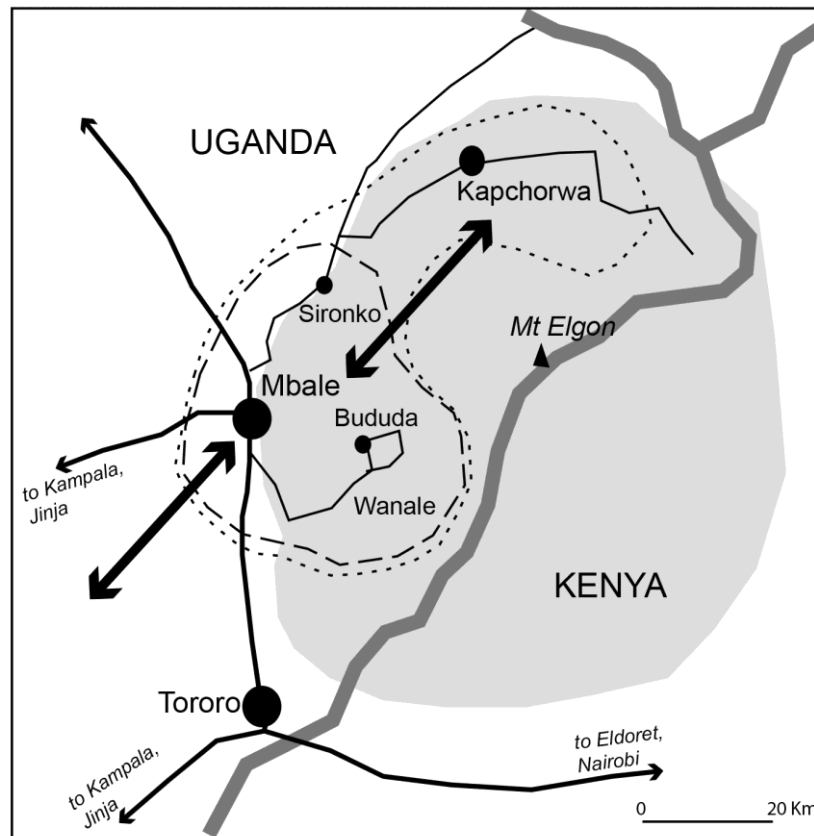 UGANDA
Kapchorwa
Sironko
Mt Elgon
Mbale
Bududa
to Kampala,
Jinja
Wanale
KENYA
Tororo
to Kampala,
Jinja
to Eldoret,
Nairobi
0 20 Km